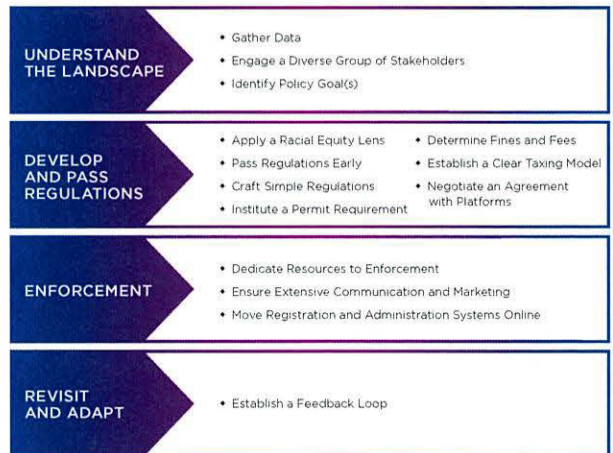 UNDERSTAND
THE LANDSCAPE
◆ Gather Data
◆ Engage a Diverse Group of Stakeholders
◆ Identify Policy Goal(s)
DEVELOP
AND PASS
REGULATIONS
◆ Apply a Racial Equity Lens
◆ Pass Regulations Early
◆ Craft Simple Regulations
◆ Institute a Permit Requirement
◆ Determine Fines and Fees
◆ Establish a Clear Taxing Model
◆ Negotiate an Agreement
with Platforms
ENFORCEMENT
◆ Dedicate Resources to Enforcement
◆ Ensure Extensive Communication and Marketing
◆ Move Registration and Administration Systems Online
REVISIT
AND ADAPT
◆ Establish a Feedback Loop